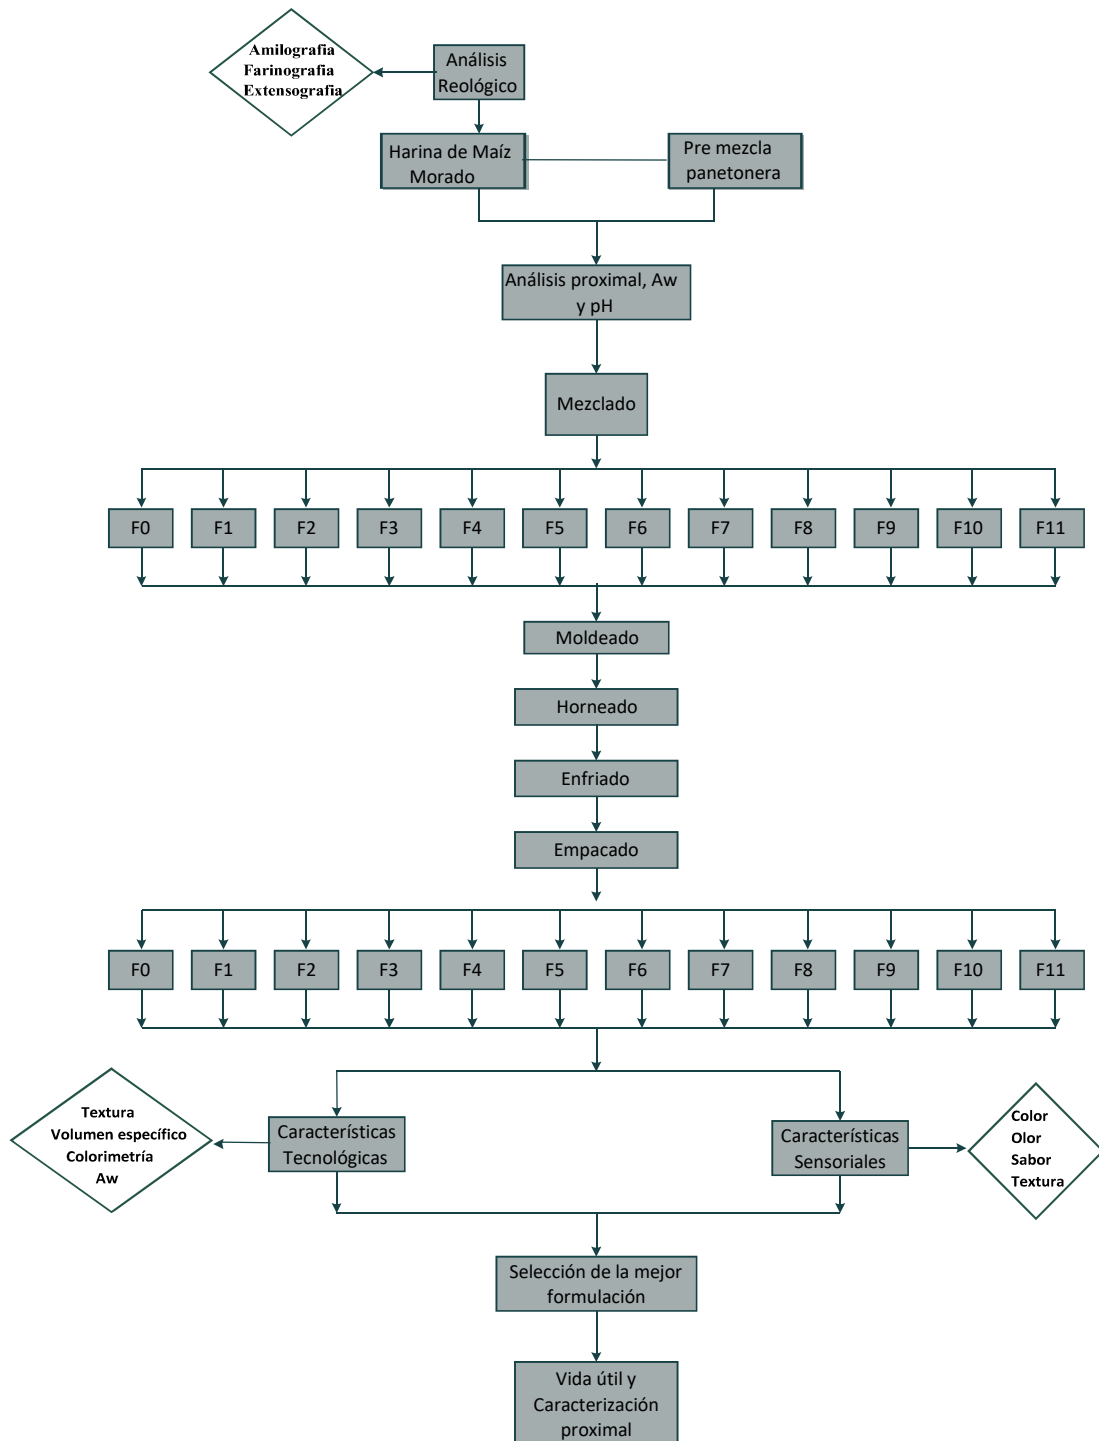 Amilografia
Farinografia
Extensografia
Análisis
Reológico
Harina de Maíz
Morado
Pre mezcla
panetonera
Análisis proximal, Aw
y pH
Mezclado
F0
F1
F2
F3
F4
F5
F6
F7
F8
F9
F10
F11
Moldeado
Horneado
Enfriado
Empacado
F0
F1
F2
F3
F4
F5
F6
F7
F8
F9
F10
F11
Textura
Volumen específico
Colorimetría
Aw
Características
Tecnológicas
Características
Sensoriales
Color
Olor
Sabor
Textura
Selección de la mejor
formulación
Vida útil y
Caracterización
proximal